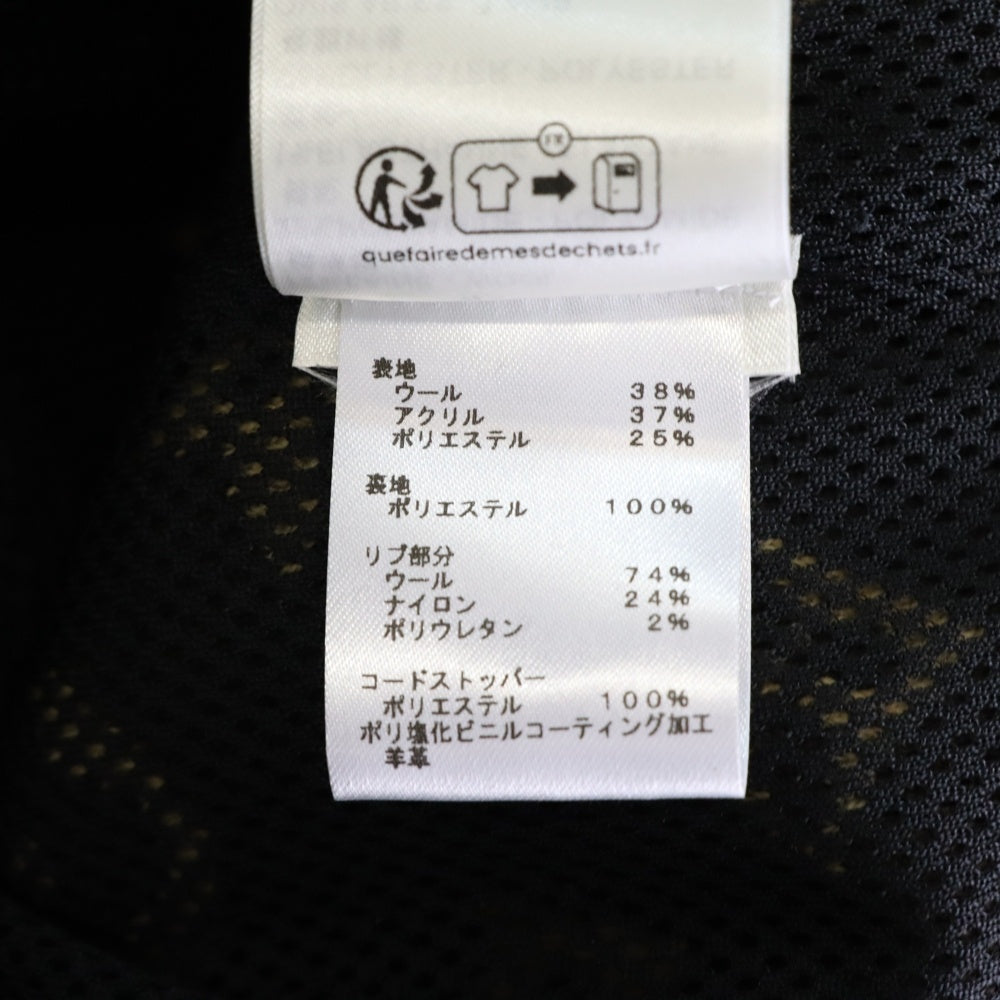 FR
quefairedemesdechets.fr
表地
ウール 38%
アクリル 37%
ポリエステル 25%
裏地
ポリエステル 100%
リブ部分
ウール 74%
ナイロン 24%
ポリウレタン 2%
コードストッパー
ポリエステル 100%
ポリ塩化ビニルコーティング加工
羊革